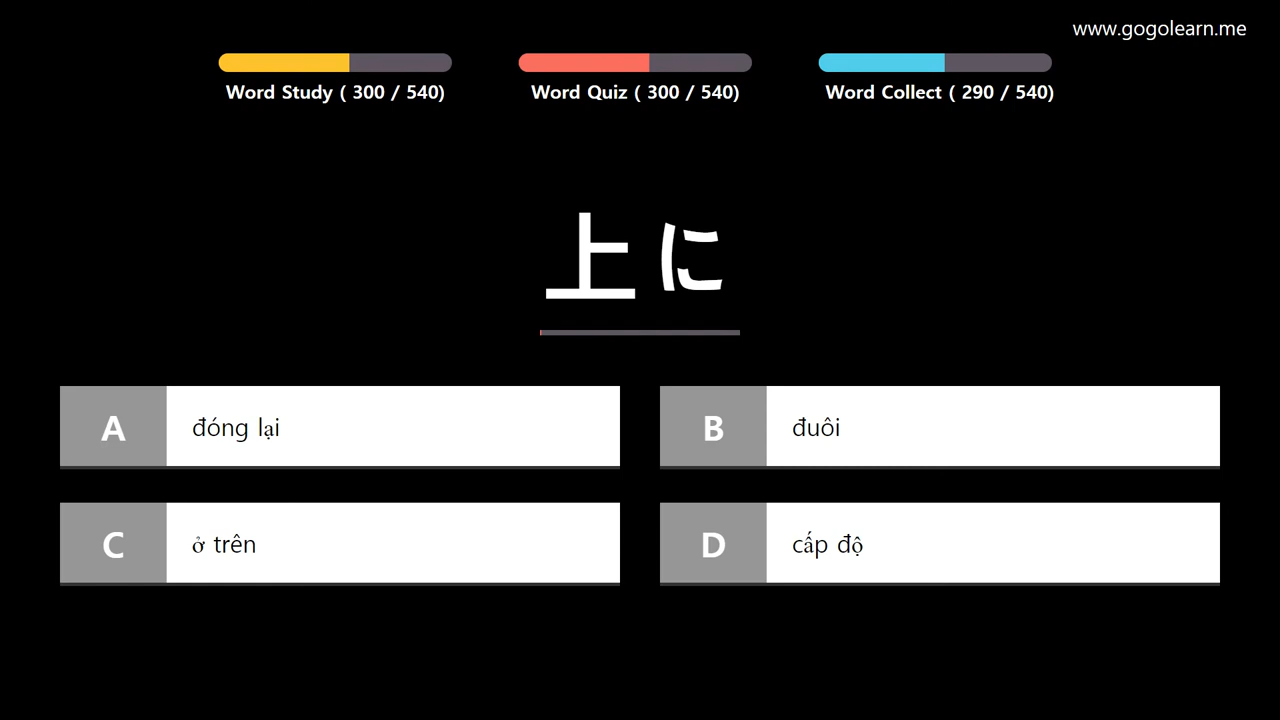 www.gogolearn.me
Word Study ( 300 / 540)
Word Quiz ( 300 / 540)
Word Collect ( 290 / 540)
上に
A đóng lại
B đuôi
C ở trên
D cấp độ